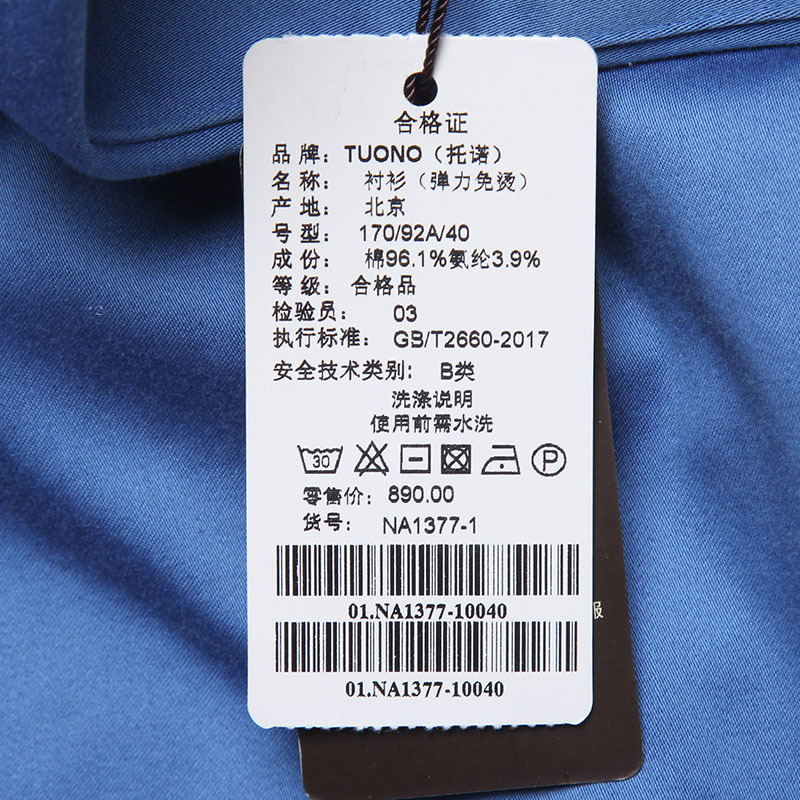 合格证
品 牌： TUONO（托诺）
名 称： 衬衫（弹力免烫）
产 地： 北京
号 型： 170/92A/40
成 份： 棉96.1%氨纶3.9%
等 级： 合格品
检验员： 03
执行标准： GB/T2660-2017
安全技术类别： B类
洗涤说明
使用前需水洗
30
P
零售价： 890.00
货号： NA1377-1
01.NA1377-10040
01.NA1377-10040
服